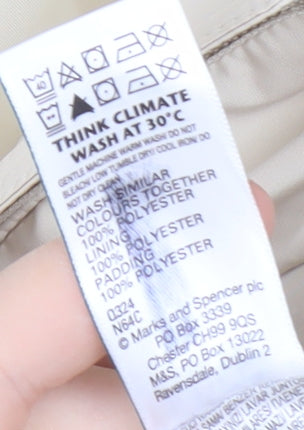 40
THINK CLIMATE
WASH AT 30°C
GENTLE MACHINE WARM WASH/ DO NOT
BLEACH/ LOW TUMBLE DRY/ COOL IRON/ DO
NOT DRY CLEAN
WASH SIMILAR
COLOURS TOGETHER
100% POLYESTER
LINING
100% POLYESTER
PADDING
100% POLYESTER
0324
N64C
© Marks and Spencer plc
PO Box 3339
Chester CH99 9QS
M&S, PO Box 13022
Ravensdale, Dublin 2